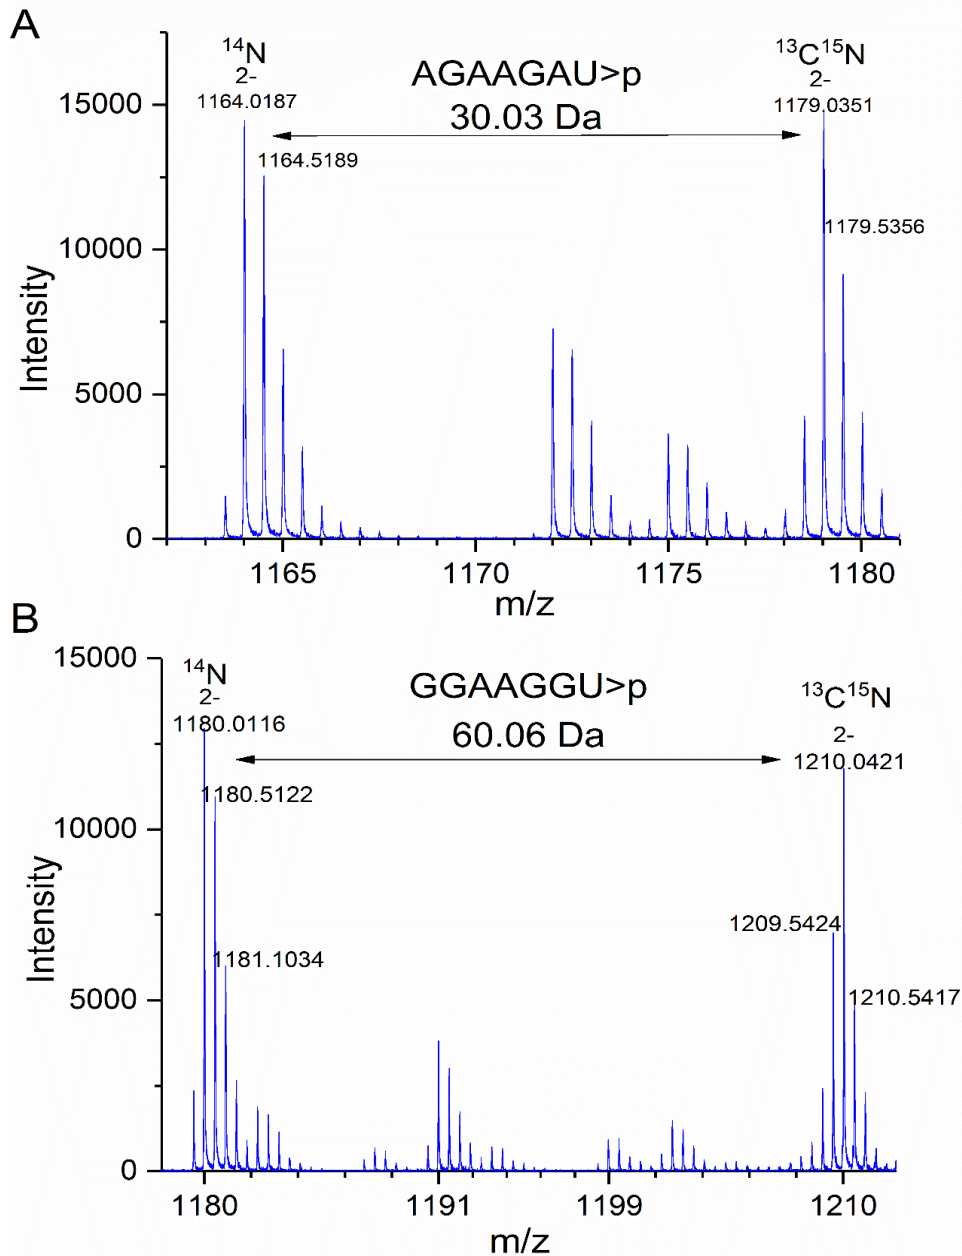 A
14N
2-
1164.0187
1164.5189
AGAAGAU>p
30.03 Da
13C15N
2-
1179.0351
1179.5356
15000
10000
5000
0
Intensity
1165
1170
1175
1180
m/z
B
14N
2-
1180.0116
1180.5122
1181.1034
GGAAGGU>p
60.06 Da
13C15N
2-
1210.0421
1209.5424
1210.5417
15000
10000
5000
0
Intensity
1180
1191
1199
1210
m/z